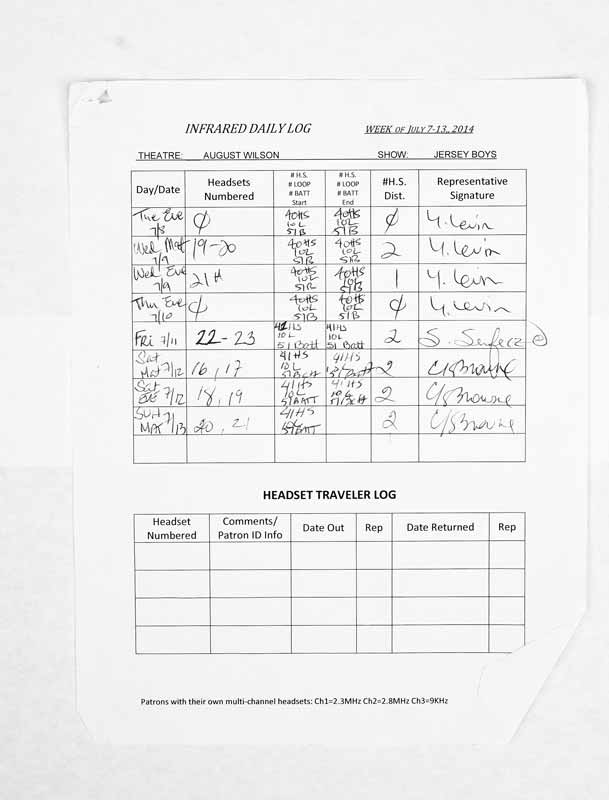 INFRARED DAILY LOG WEEK OF JULY 7-13, 2014
THEATRE: AUGUST WILSON SHOW: JERSEY BOYS
Day/Date Headsets Numbered # H.S. # LOOP # BATT Start # H.S. # LOOP # BATT End #H.S. Dist. Representative Signature
Tue Eve 7/8 Ø 40HS 10L 51B 40HS 10L 51B Ø Y. Levin
Wed Mat 7/9 19-20 40HS 10L 51B 40HS 10L 51B 2 Y. Levin
Wed Eve 7/9 21H 40HS 10L 51B 40HS 10L 51B 1 Y. Levin
Thu Eve 7/10 Ø 40HS 10L 51B 40HS 10L 51B Ø Y. Levin
Fri 7/11 22-23 41HS 10L 51 Batt 41HS 10L 51 Batt 2 S.
Sat Mat 7/12 16, 17 41HS 10L 51Batt 41HS 10L 51Batt 2 C/SBrowne
Sat EVE 7/12 18, 19 41HS 10L 51BATT 41HS 10L 2 C/SBrowne
SUN MAT 7/13 20, 21 41HS 10L 51BATT 2 C/SBrowne
HEADSET TRAVELER LOG
Headset Numbered Comments/ Patron ID Info Date Out Rep Date Returned Rep
Patrons with their own multi-channel headsets: Ch1=2.3MHz Ch2=2.8MHz Ch3=9KHz